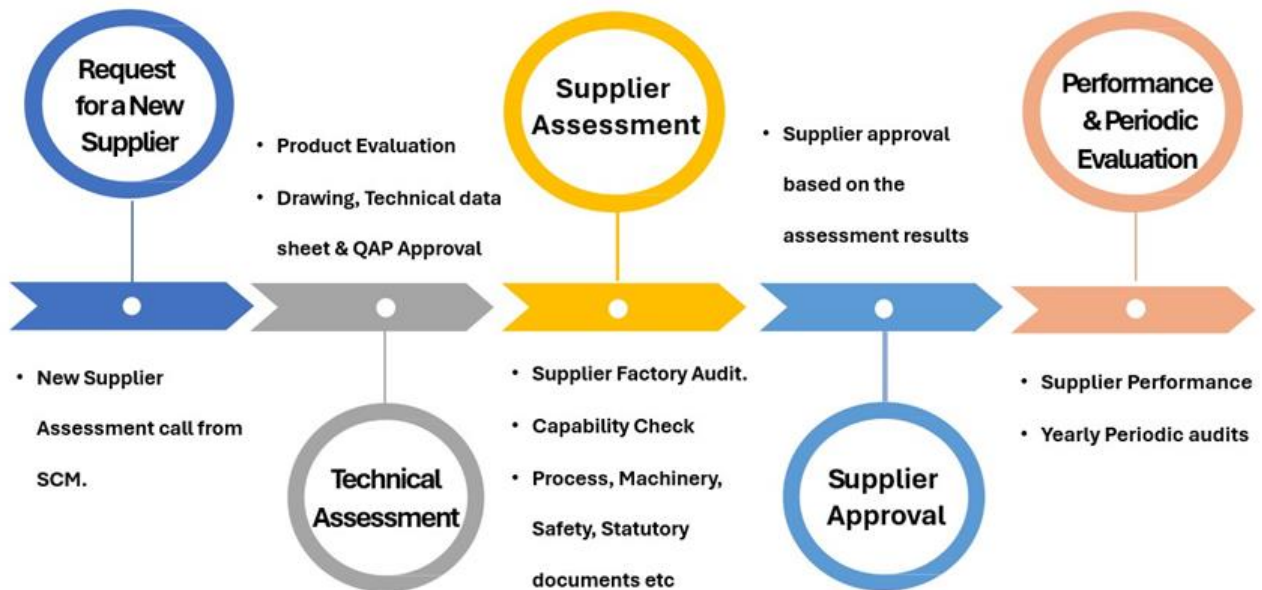 Request
for a New
Supplier
• New Supplier
Assessment call from
SCM.
• Product Evaluation
• Drawing, Technical data
sheet & QAP Approval
Technical
Assessment
Supplier
Assessment
• Supplier Factory Audit.
• Capability Check
• Process, Machinery,
Safety, Statutory
documents etc
• Supplier approval
based on the
assessment results
Supplier
Approval
Performance
& Periodic
Evaluation
• Supplier Performance
• Yearly Periodic audits